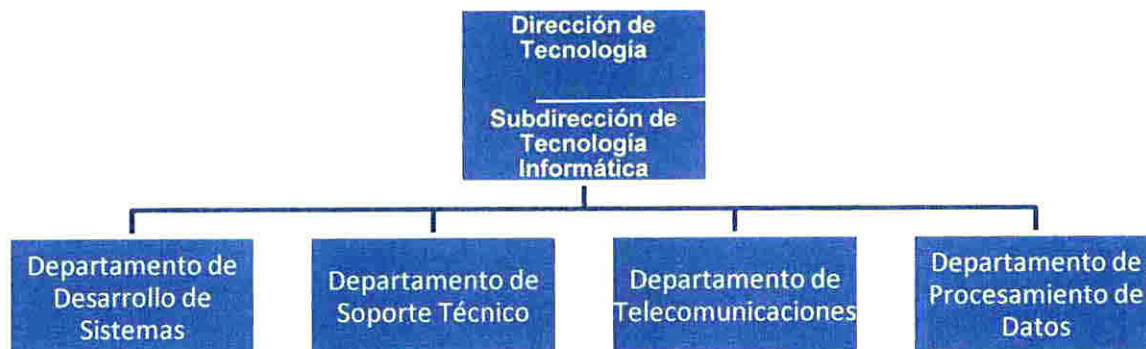 Dirección de
Tecnología
Subdirección de
Tecnología
Informática
Departamento de
Desarrollo de
Sistemas
Departamento de
Soporte Técnico
Departamento de
Telecomunicaciones
Departamento de
Procesamiento de
Datos